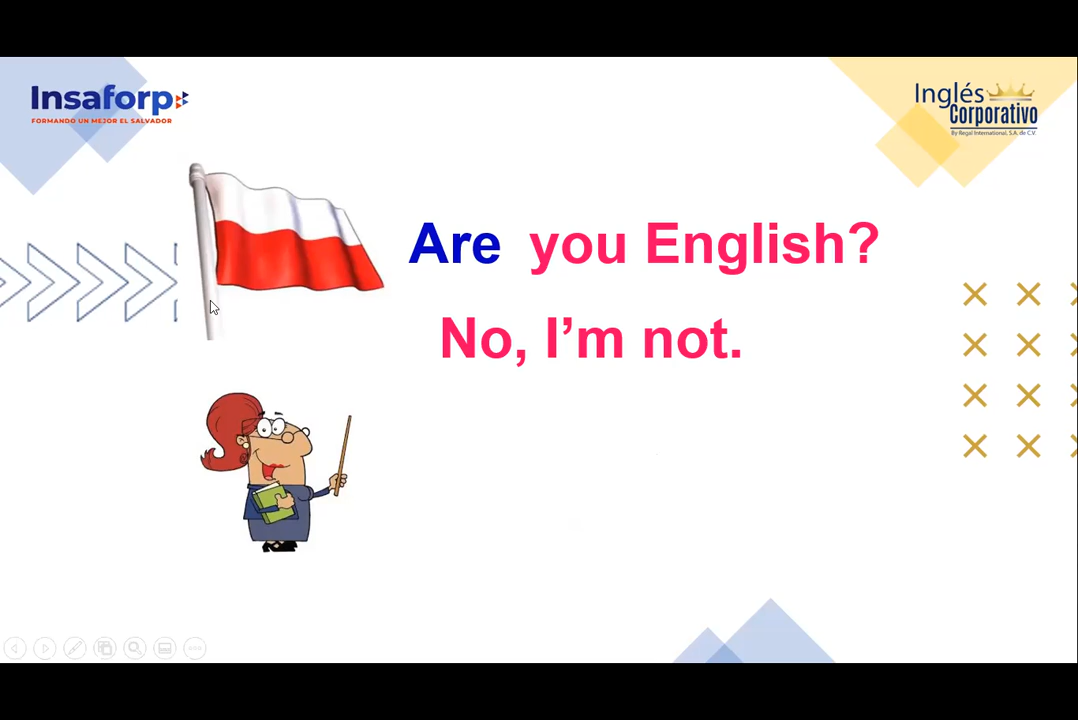 Insaforp
FORMANDO UN MEJOR EL SALVADOR
Inglés
Corporativo
By Regal International, S.A. de C.V.
Are you English?
No, I'm not.